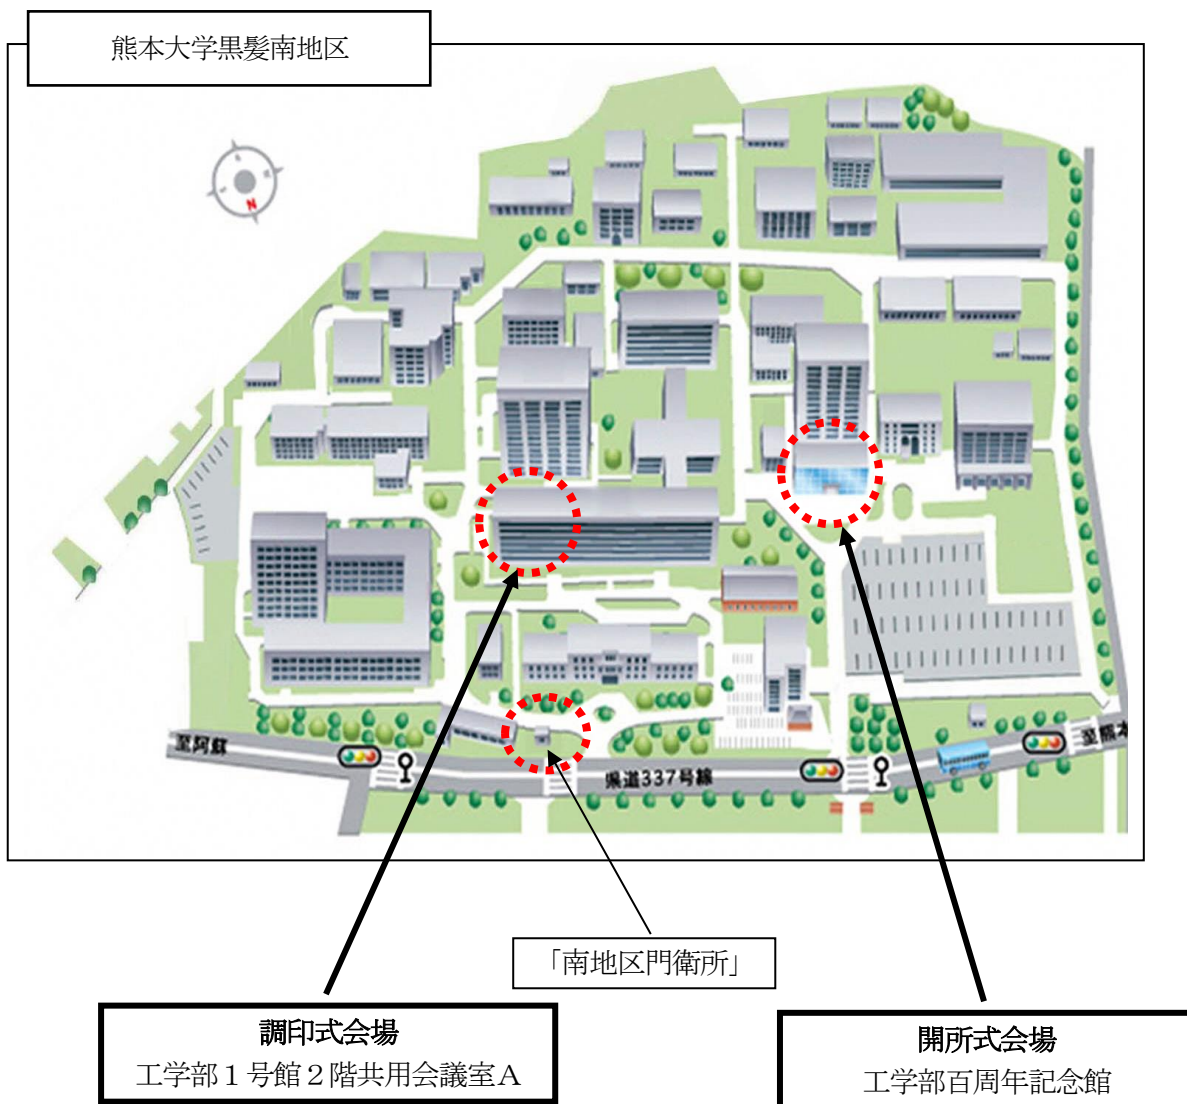 熊本大学黒髪南地区
N
至阿蘇
県道337号線
至熊本
「南地区門衛所」
調印式会場
工学部１号館２階共用会議室A
開所式会場
工学部百周年記念館